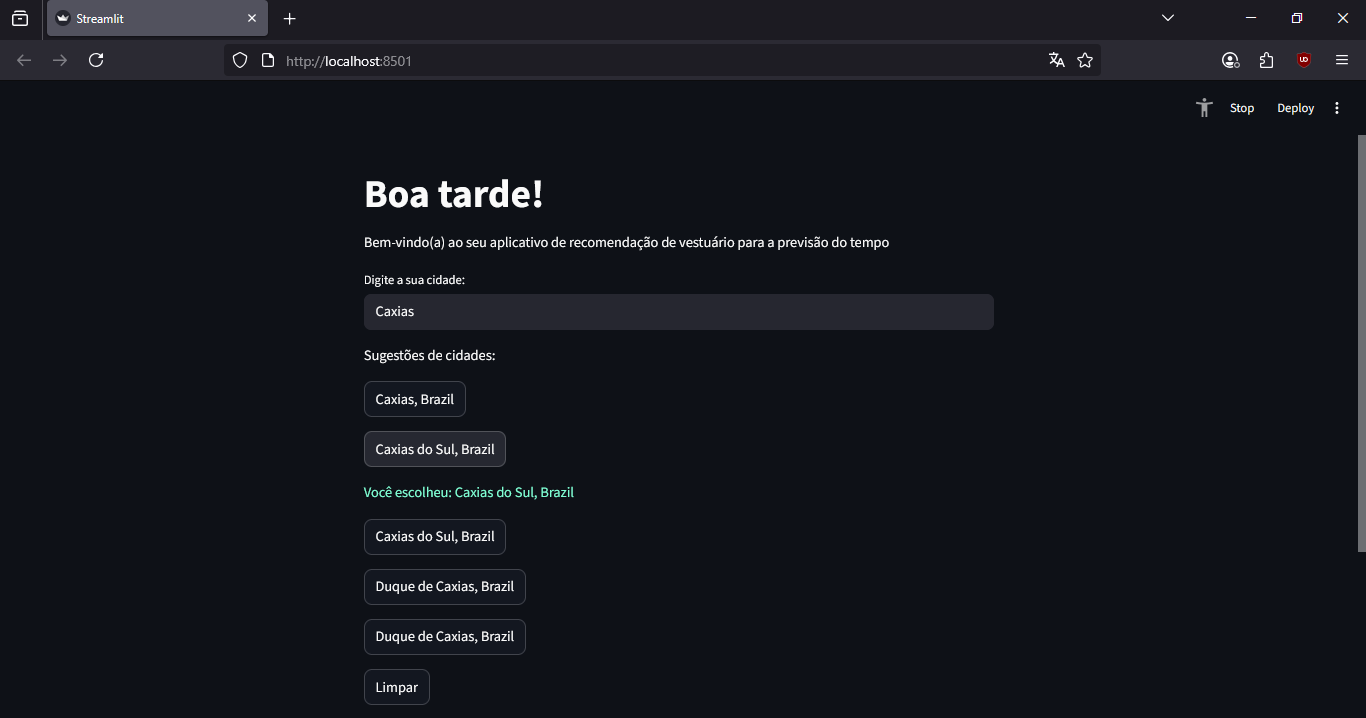 Streamlit
http://localhost:8501
Stop Deploy
Boa tarde!
Bem-vindo(a) ao seu aplicativo de recomendação de vestuário para a previsão do tempo
Digite a sua cidade:
Caxias
Sugestões de cidades:
Caxias, Brazil
Caxias do Sul, Brazil
Você escolheu: Caxias do Sul, Brazil
Caxias do Sul, Brazil
Duque de Caxias, Brazil
Duque de Caxias, Brazil
Limpar